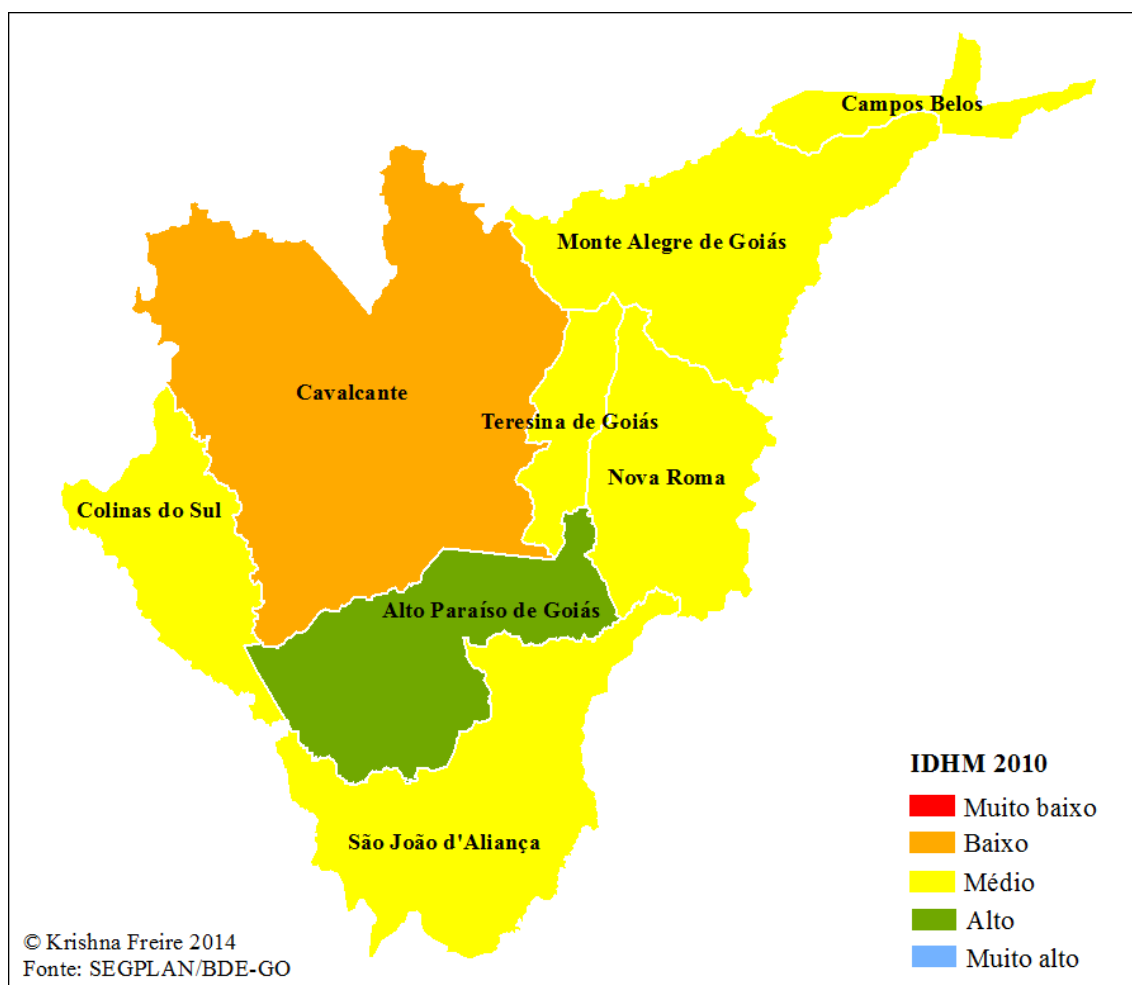 Campos Belos
Monte Alegre de Goiás
Cavalcante
Teresina de Goiás
Nova Roma
Colinas do Sul
Alto Paraíso de Goiás
São João d'Aliança
IDHM 2010
Muito baixo
Baixo
Médio
Alto
Muito alto
© Krishna Freire 2014
Fonte: SEGPLAN/BDE-GO